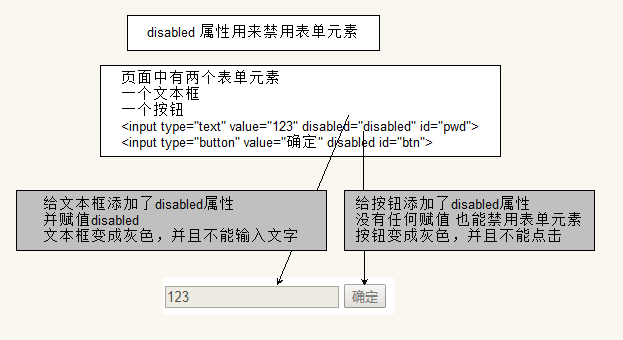 disabled 属性用来禁用表单元素
页面中有两个表单元素
一个文本框
一个按钮
<input type="text" value="123" disabled="disabled" id="pwd">
<input type="button" value="确定" disabled id="btn">
给文本框添加了disabled属性
并赋值disabled
文本框变成灰色，并且不能输入文字
给按钮添加了disabled属性
没有任何赋值 也能禁用表单元素
按钮变成灰色，并且不能点击
123
确定